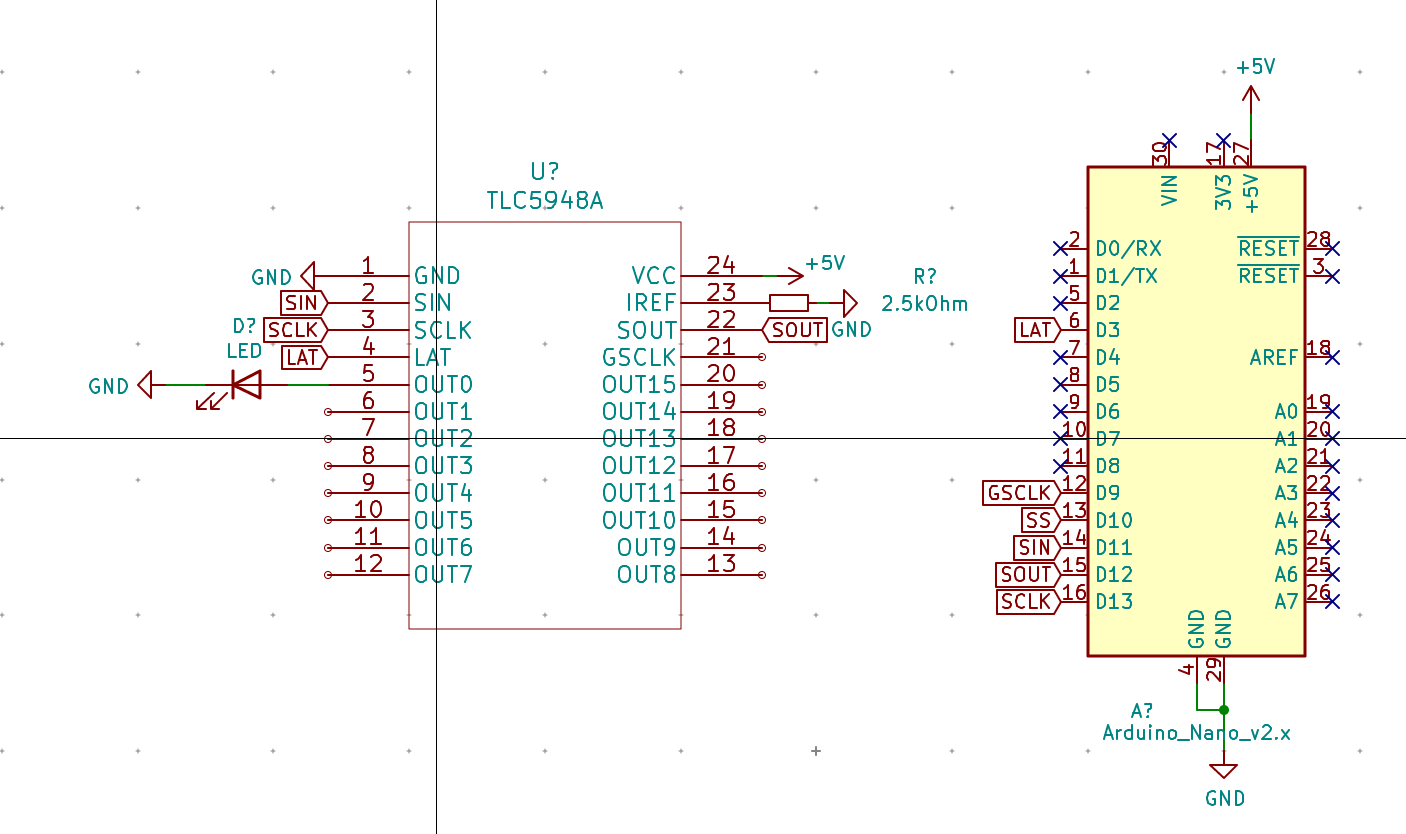 U?
TLC5948A
GND 1 GND
SIN 2 SIN
D? SCLK 3 SCLK
LED LAT 4 LAT
GND 5 OUT0
6 OUT1
7 OUT2
8 OUT3
9 OUT4
10 OUT5
11 OUT6
12 OUT7
VCC 24 +5V
IREF 23 R?
2.5kOhm
SOUT 22 SOUT GND
GSCLK 21
OUT15 20
OUT14 19
OUT13 18
OUT12 17
OUT11 16
OUT10 15
OUT9 14
OUT8 13
+5V
30 17 27
VIN 3V3 +5V
2 D0/RX
1 D1/TX
5 D2
LAT 6 D3
7 D4
8 D5
9 D6
10 D7
11 D8
GSCLK 12 D9
SS 13 D10
SIN 14 D11
SOUT 15 D12
SCLK 16 D13
RESET 28
RESET 3
AREF 18
A0 19
A1 20
A2 21
A3 22
A4 23
A5 24
A6 25
A7 26
GND GND
4 29
A?
Arduino_Nano_v2.x
GND